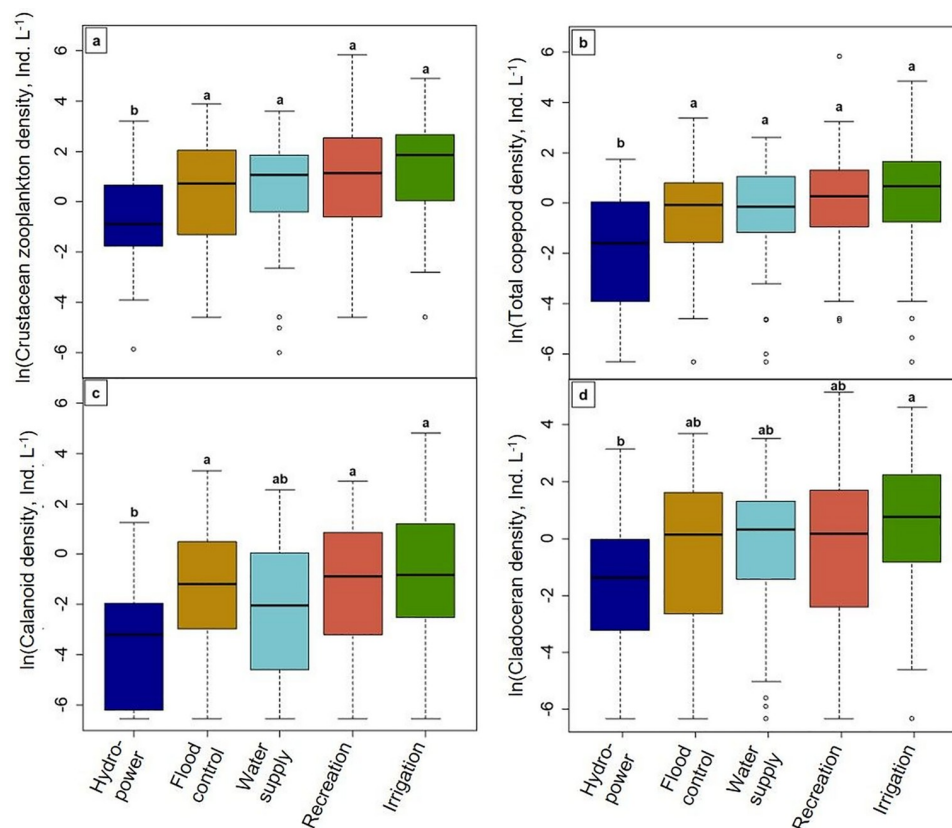 a
ln(Crustacean zooplankton density, Ind. L⁻¹)
6
4
2
0
-2
-4
-6
b
a
a
a
a
b
ln(Total copepod density, Ind. L⁻¹)
6
4
2
0
-2
-4
-6
b
a
a
a
a
c
ln(Calanoid density, Ind. L⁻¹)
6
4
2
0
-2
-4
-6
b
a
ab
a
a
Hydro-
power
Flood
control
Water
supply
Recreation
Irrigation
d
ln(Cladoceran density, Ind. L⁻¹)
4
2
0
-2
-4
-6
b
ab
ab
ab
a
Hydro-
power
Flood
control
Water
supply
Recreation
Irrigation